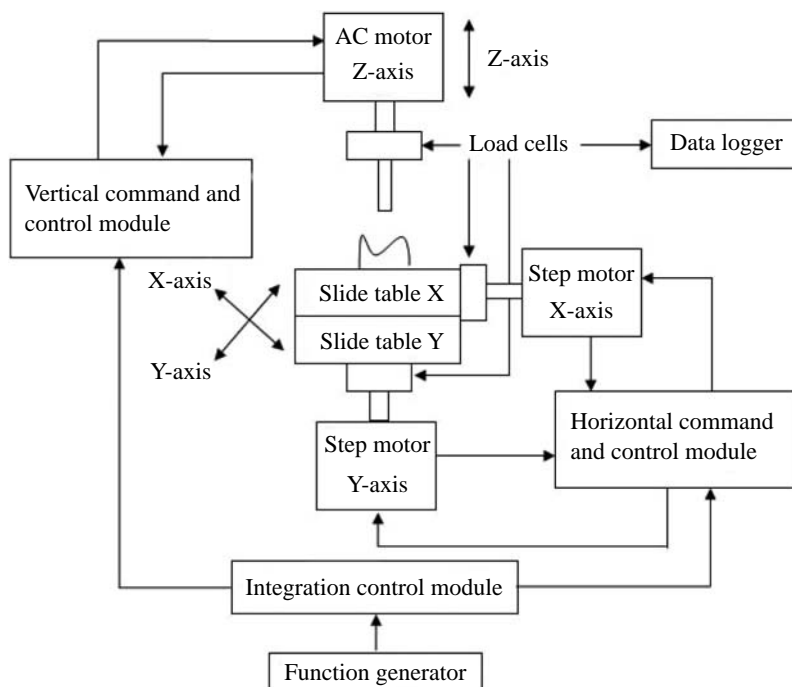 AC motor
Z-axis
Z-axis
Load cells
Data logger
Vertical command and
control module
X-axis
Y-axis
Slide table X
Slide table Y
Step motor
X-axis
Step motor
Y-axis
Horizontal command
and control module
Integration control module
Function generator